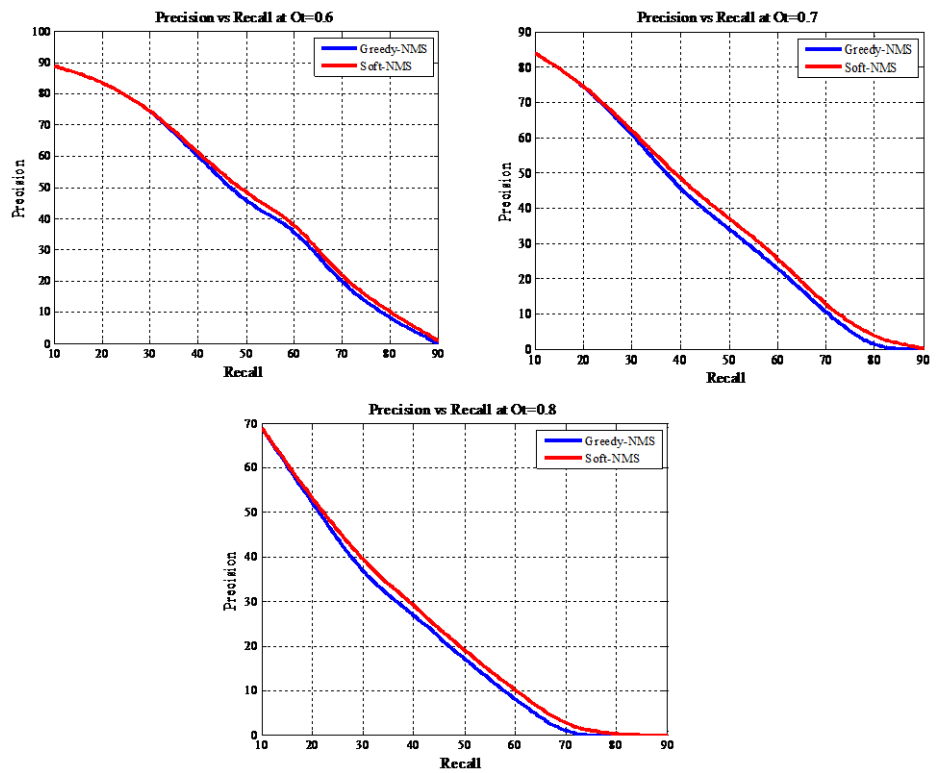 Precision vs Recall at Ot=0.6
Greedy-NMS
Soft-NMS
100
90
80
70
60
50
40
30
20
10
0
Precision
10 20 30 40 50 60 70 80 90
Recall
Precision vs Recall at Ot=0.7
Greedy-NMS
Soft-NMS
90
80
70
60
50
40
30
20
10
0
Precision
10 20 30 40 50 60 70 80 90
Recall
Precision vs Recall at Ot=0.8
Greedy-NMS
Soft-NMS
70
60
50
40
30
20
10
0
Precision
10 20 30 40 50 60 70 80 90
Recall